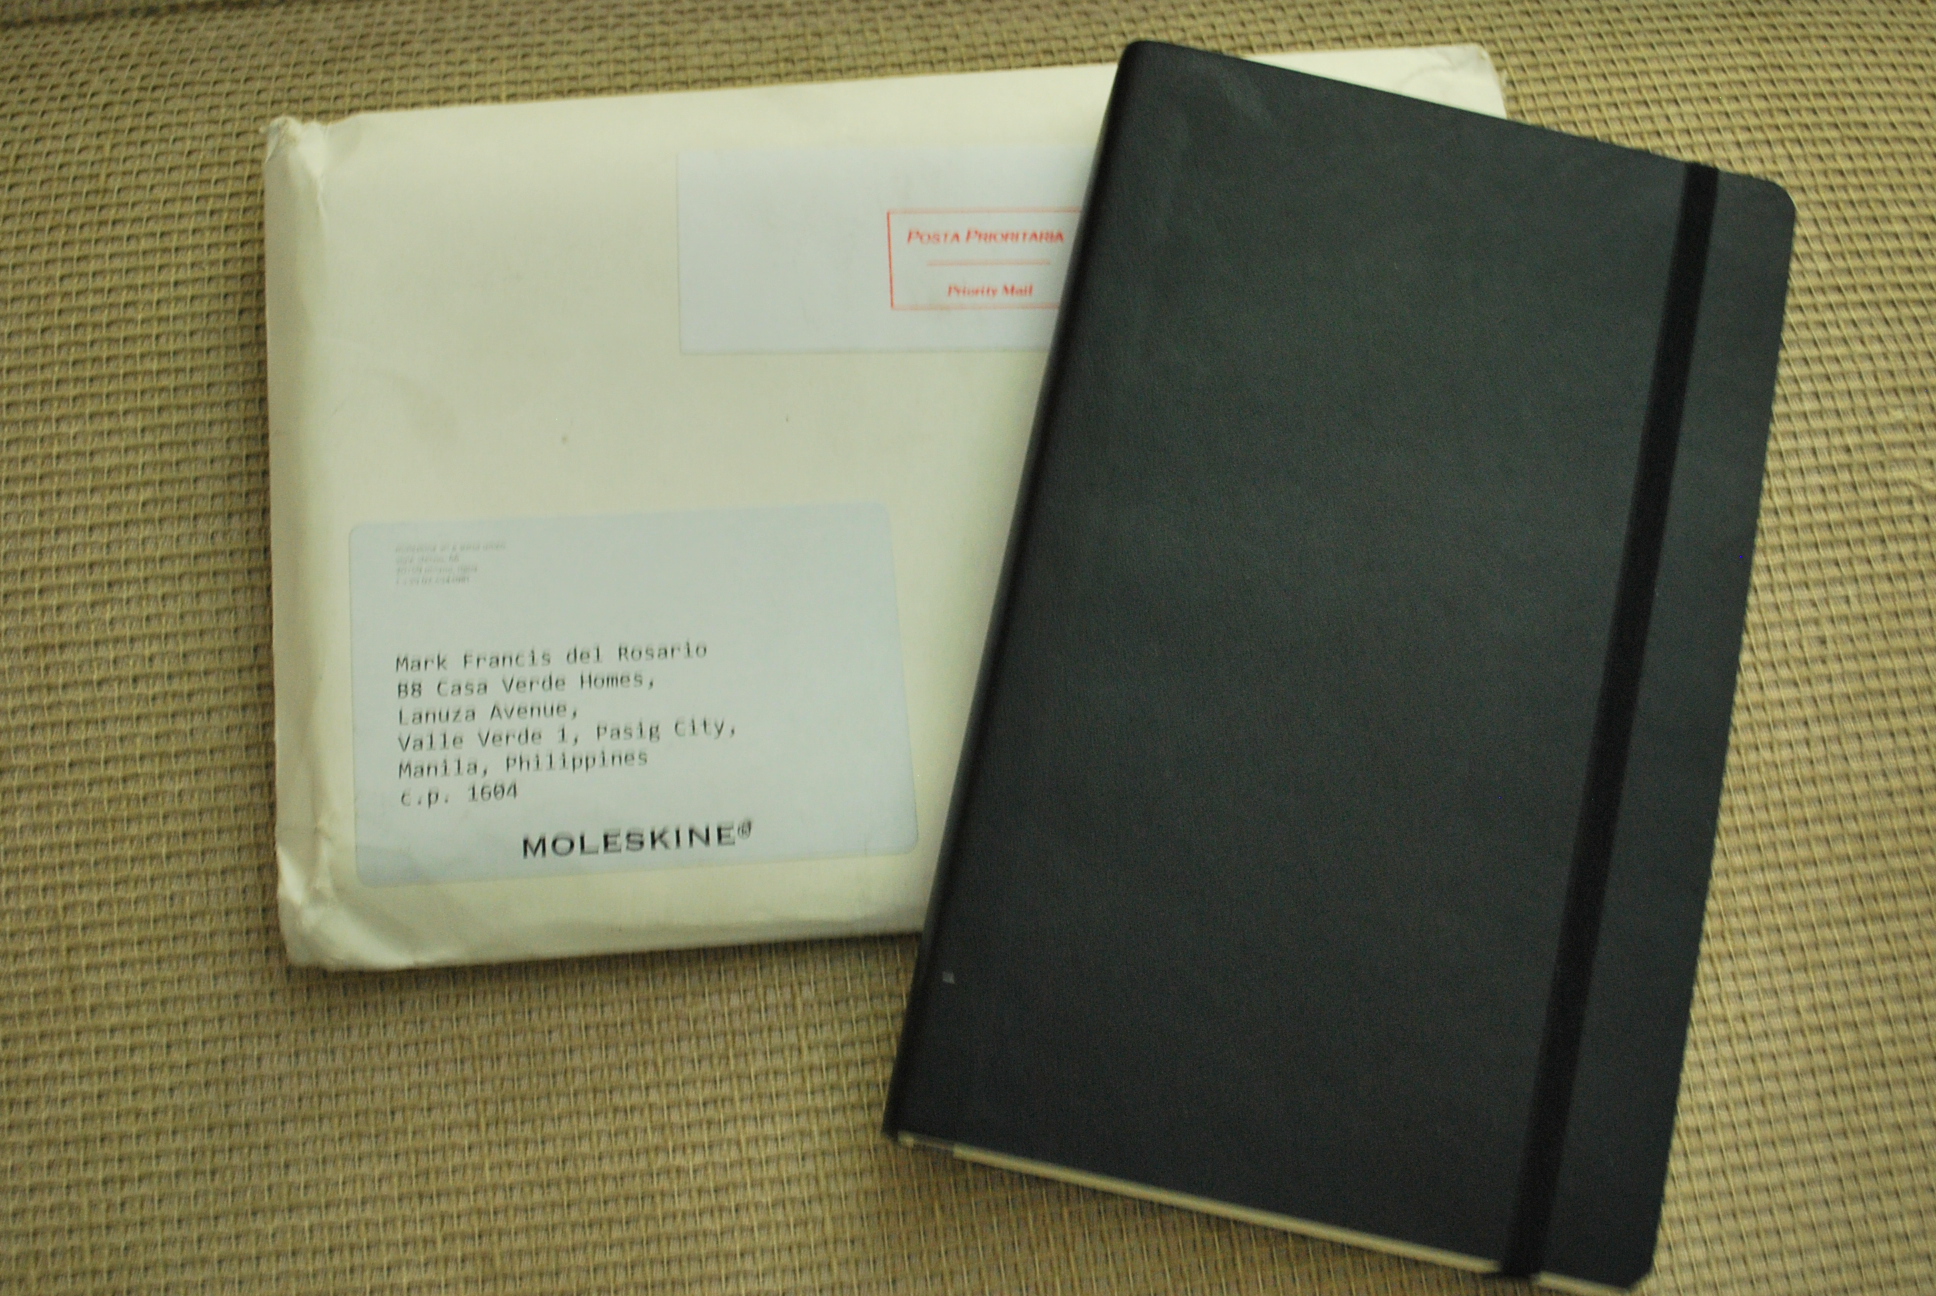 POSTA PRIORITARIA
Priority Mail
Mark Francis del Rosario
B8 Casa Verde Homes,
Lanuza Avenue,
Valle Verde 1, Pasig City,
Manila, Philippines
c.p. 1604
MOLESKINE®